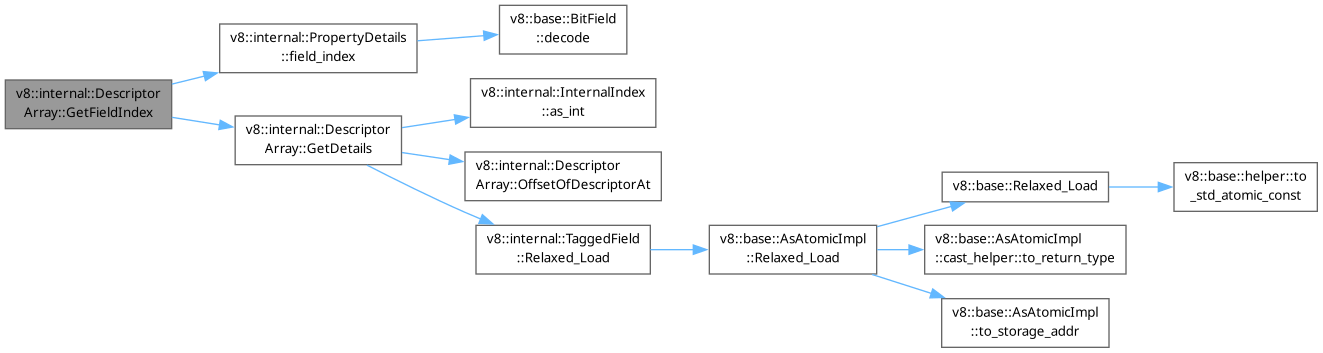 v8::internal::Descriptor
Array::GetFieldIndex
v8::internal::PropertyDetails
::field_index
v8::base::BitField
::decode
v8::internal::Descriptor
Array::GetDetails
v8::internal::InternalIndex
::as_int
v8::internal::Descriptor
Array::OffsetOfDescriptorAt
v8::internal::TaggedField
::Relaxed_Load
v8::base::AsAtomicImpl
::Relaxed_Load
v8::base::Relaxed_Load
v8::base::helper::to
_std_atomic_const
v8::base::AsAtomicImpl
::cast_helper::to_return_type
v8::base::AsAtomicImpl
::to_storage_addr